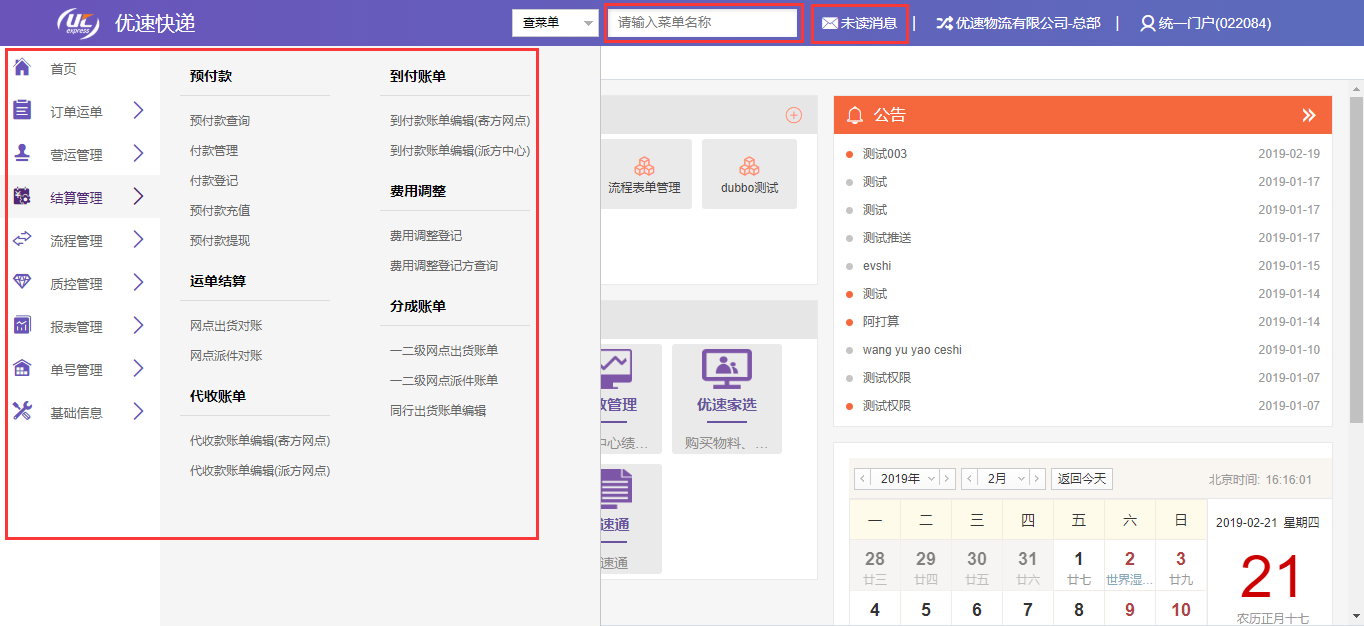 UC express 优速快递 查菜单 请输入菜单名称 未读消息 | 优速物流有限公司-总部 | 统一门户(022084)
首页
订单运单
营运管理
结算管理
流程管理
质控管理
报表管理
单号管理
基础信息
预付款
预付款查询
付款管理
付款登记
预付款充值
预付款提现
运单结算
网点出货对账
网点派件对账
代收账单
代收款账单编辑(寄方网点)
代收款账单编辑(派方网点)
到付账单
到付款账单编辑(寄方网点)
到付款账单编辑(派方中心)
费用调整
费用调整登记
费用调整登记方查询
分成账单
一二级网点出货账单
一二级网点派件账单
同行出货账单编辑
流程表单管理
dubbo测试
管理
中心绩...
优速家选
购买物料、...
速通
速通
公告
测试003 2019-02-19
测试 2019-01-17
测试 2019-01-17
测试推送 2019-01-17
evshi 2019-01-15
测试 2019-01-14
阿打算 2019-01-14
wang yu yao ceshi 2019-01-10
测试权限 2019-01-07
测试权限 2019-01-07
2019年 2月 返回今天 北京时间: 16:16:01
一 二 三 四 五 六 日
28 29 30 31 1 2 3
廿三 廿四 廿五 廿六 廿七 世界湿... 廿九
4 5 6 7 8 9 10
2019-02-21 星期四
21
农历正月十七